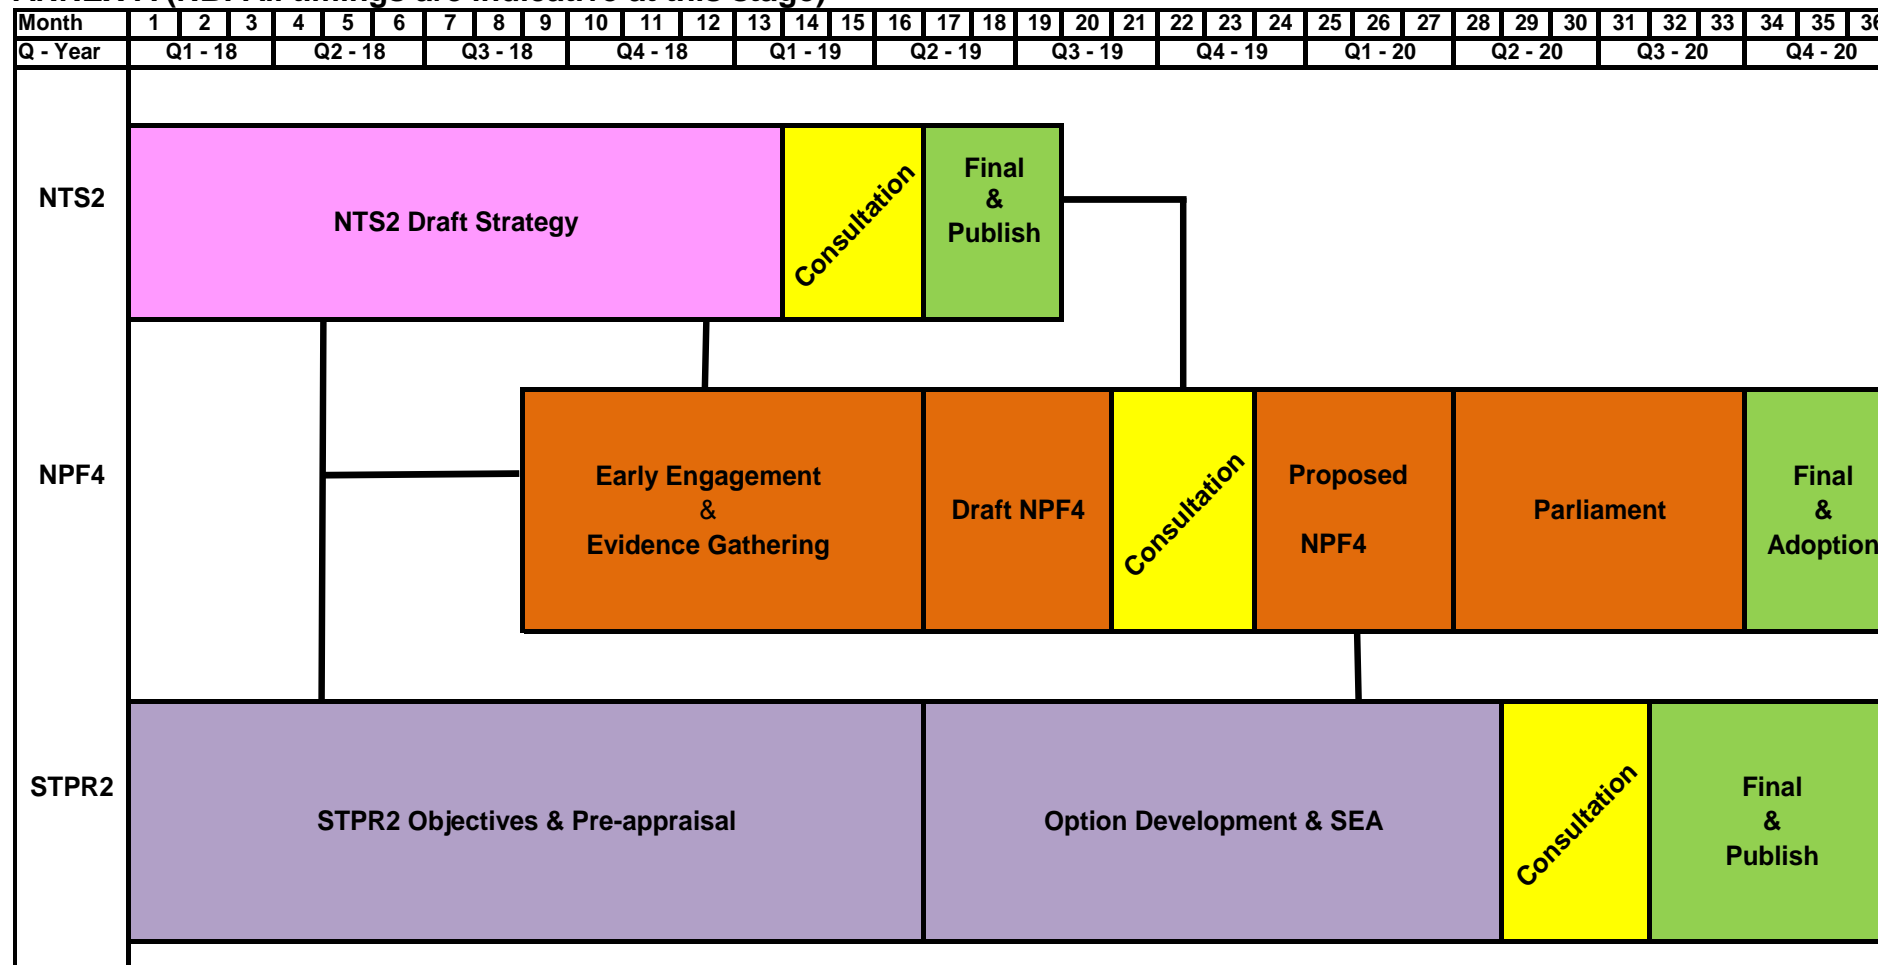 Month 1 2 3 4 5 6 7 8 9 10 11 12 13 14 15 16 17 18 19 20 21 22 23 24 25 26 27 28 29 30 31 32 33 34 35 36
Q - Year Q1 - 18 Q2 - 18 Q3 - 18 Q4 - 18 Q1 - 19 Q2 - 19 Q3 - 19 Q4 - 19 Q1 - 20 Q2 - 20 Q3 - 20 Q4 - 20
NTS2
NTS2 Draft Strategy
Consultation
Final
&
Publish
NPF4
Early Engagement
&
Evidence Gathering
Draft NPF4
Consultation
Proposed
NPF4
Parliament
Final
&
Adoption
STPR2
STPR2 Objectives & Pre-appraisal
Option Development & SEA
Consultation
Final
&
Publish